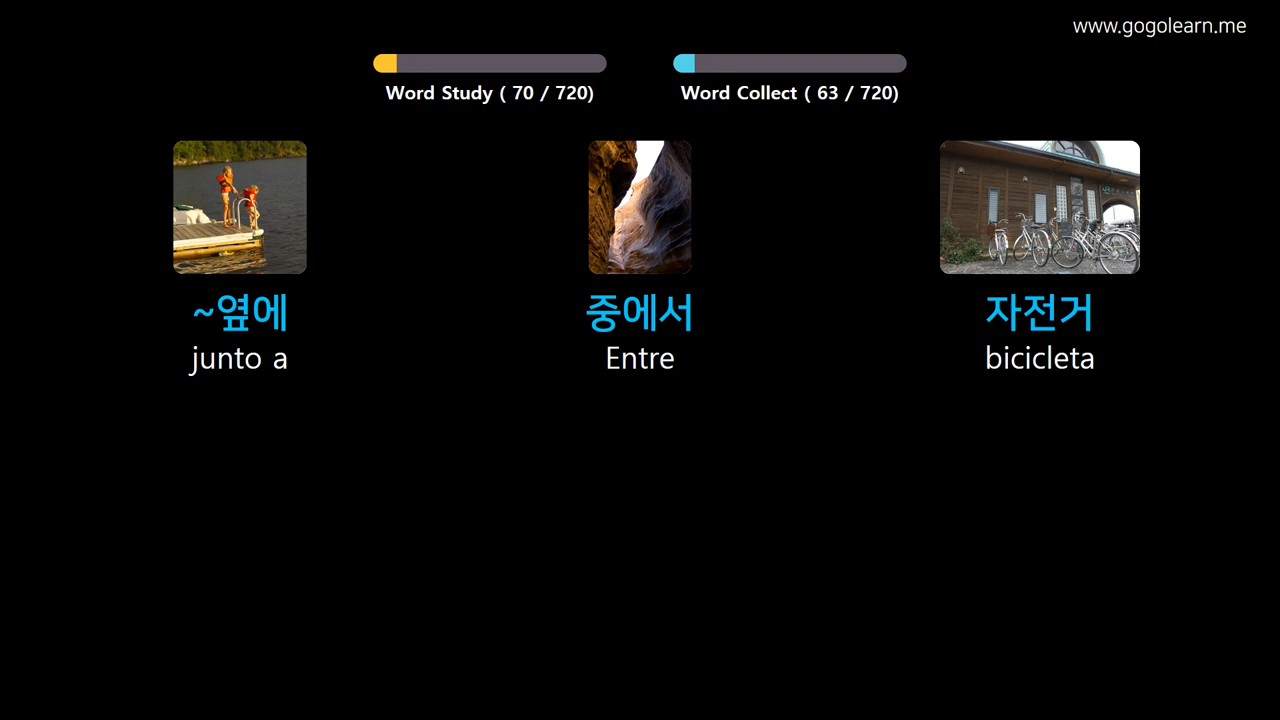 www.gogolearn.me
Word Study ( 70 / 720)
Word Collect ( 63 / 720)
~옆에
중에서
자전거
junto a
Entre
bicicleta